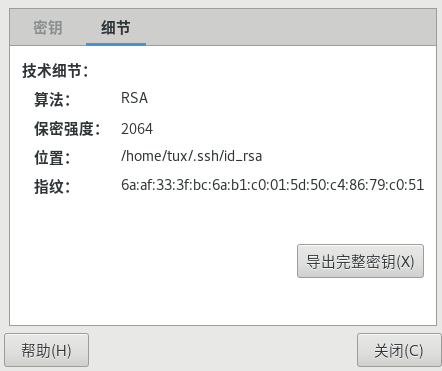 密钥 细节
技术细节：
算法： RSA
保密强度： 2064
位置： /home/tux/.ssh/id_rsa
指纹： 6a:af:33:3f:bc:6a:b1:c0:01:5d:50:c4:86:79:c0:51
导出完整密钥(X)
帮助(H) 关闭(C)